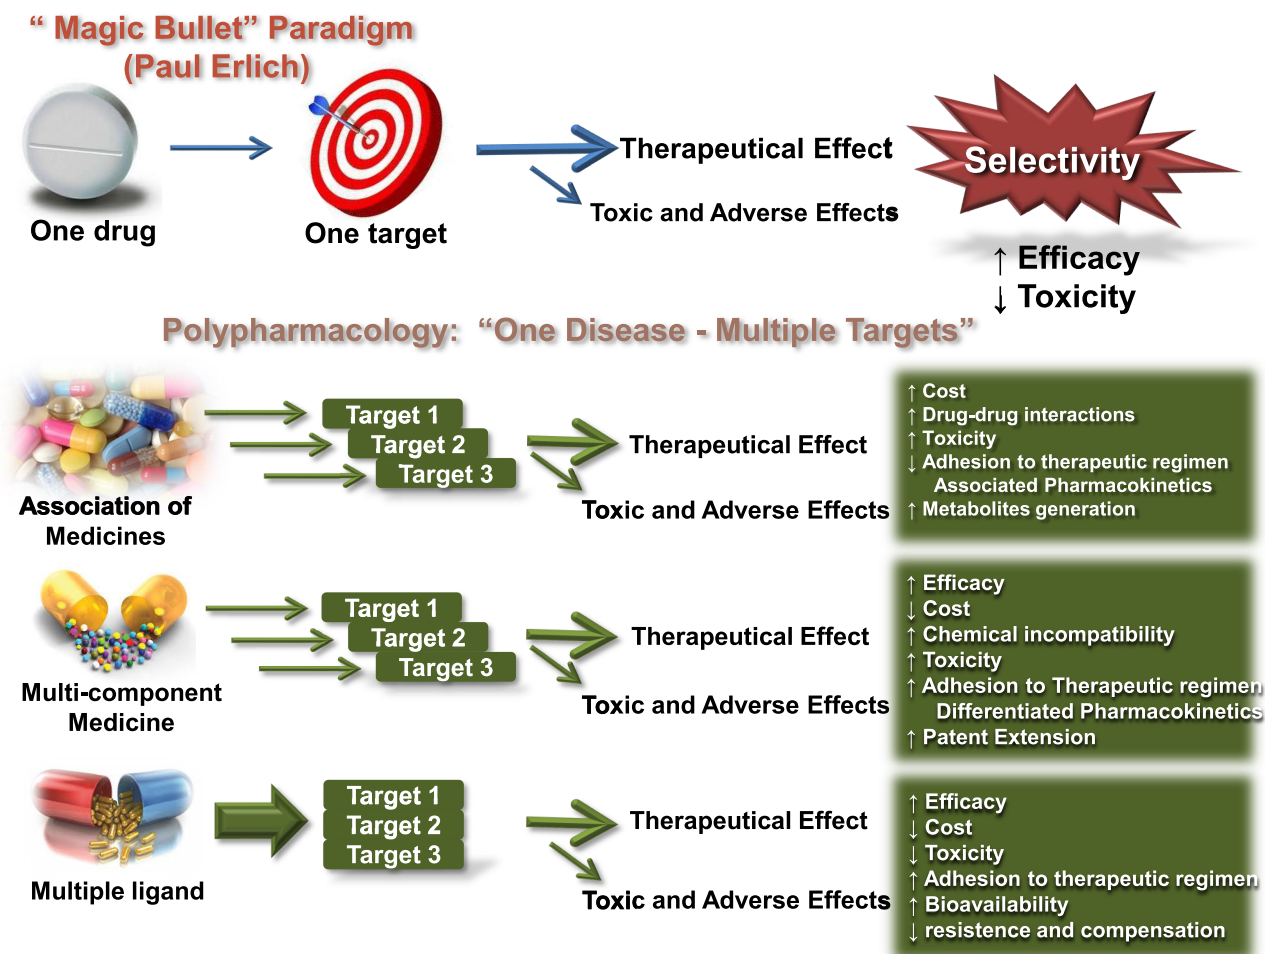 “ Magic Bullet” Paradigm
(Paul Erlich)
One drug
One target
Therapeutical Effect
Toxic and Adverse Effects
Selectivity
↑ Efficacy
↓ Toxicity
Polypharmacology: “One Disease - Multiple Targets”
Association of
Medicines
Target 1
Target 2
Target 3
Therapeutical Effect
Toxic and Adverse Effects
↑ Cost
↑ Drug-drug interactions
↑ Toxicity
↓ Adhesion to therapeutic regimen
Associated Pharmacokinetics
↑ Metabolites generation
Multi-component
Medicine
Target 1
Target 2
Target 3
Therapeutical Effect
Toxic and Adverse Effects
↑ Efficacy
↓ Cost
↑ Chemical incompatibility
↑ Toxicity
↑ Adhesion to Therapeutic regimen
Differentiated Pharmacokinetics
↑ Patent Extension
Multiple ligand
Target 1
Target 2
Target 3
Therapeutical Effect
Toxic and Adverse Effects
↑ Efficacy
↓ Cost
↓ Toxicity
↑ Adhesion to therapeutic regimen
↑ Bioavailability
↓ resistence and compensation